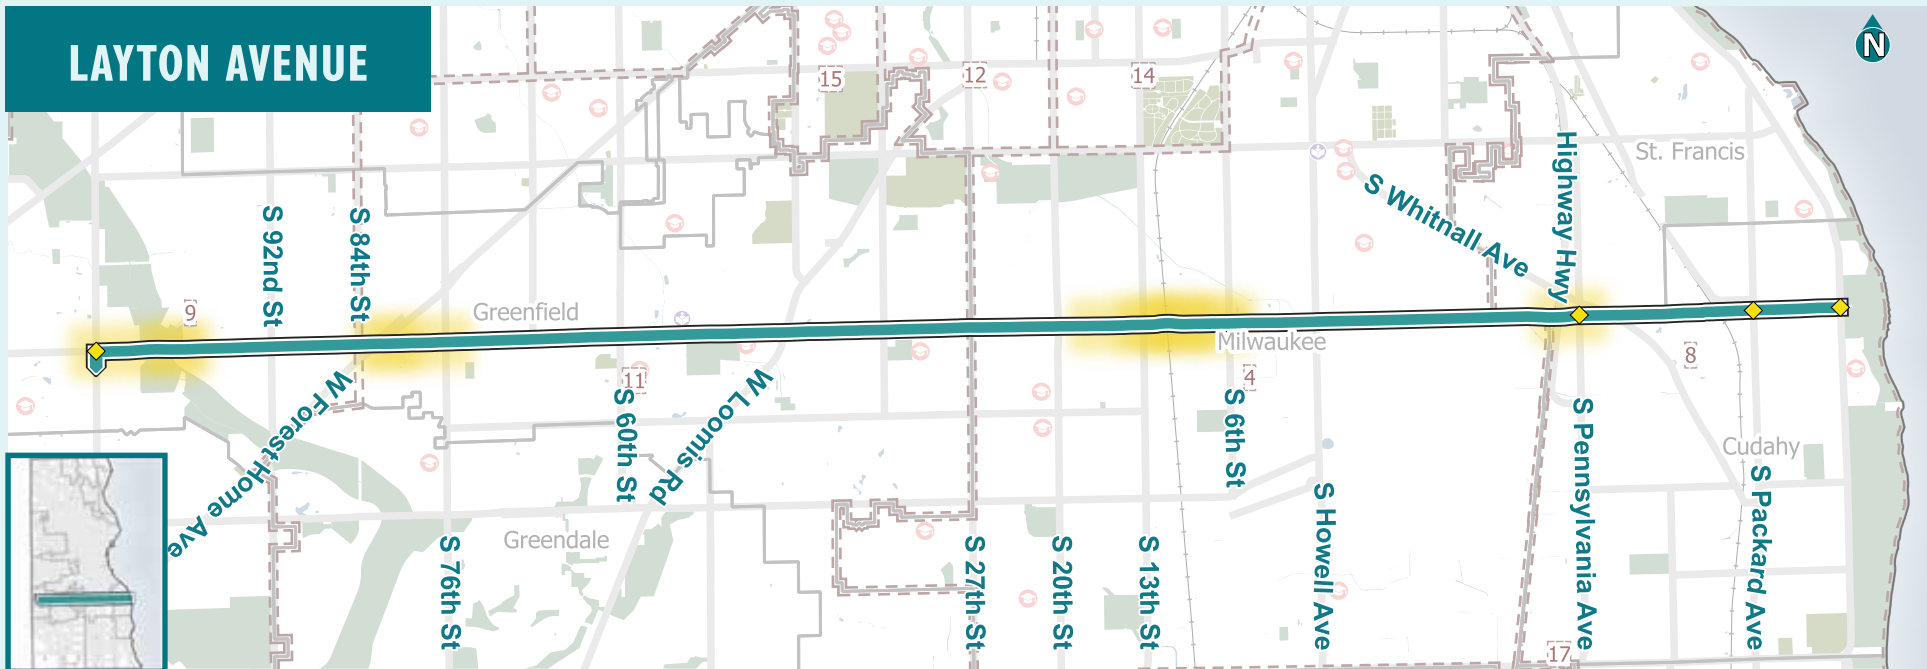 LAYTON AVENUE
N
15
12
14
St. Francis
Highway Hwy
S Whitnall Ave
S 92nd St
S 84th St
9
Greenfield
Milwaukee
8
11
4
W Forest Home Ave
S 60th St
W Loomis Rd
S 6th St
S Pennsylvania Ave
Cudahy
S Packard Ave
S Howell Ave
Greendale
S 76th St
S 27th St
S 20th St
S 13th St
17